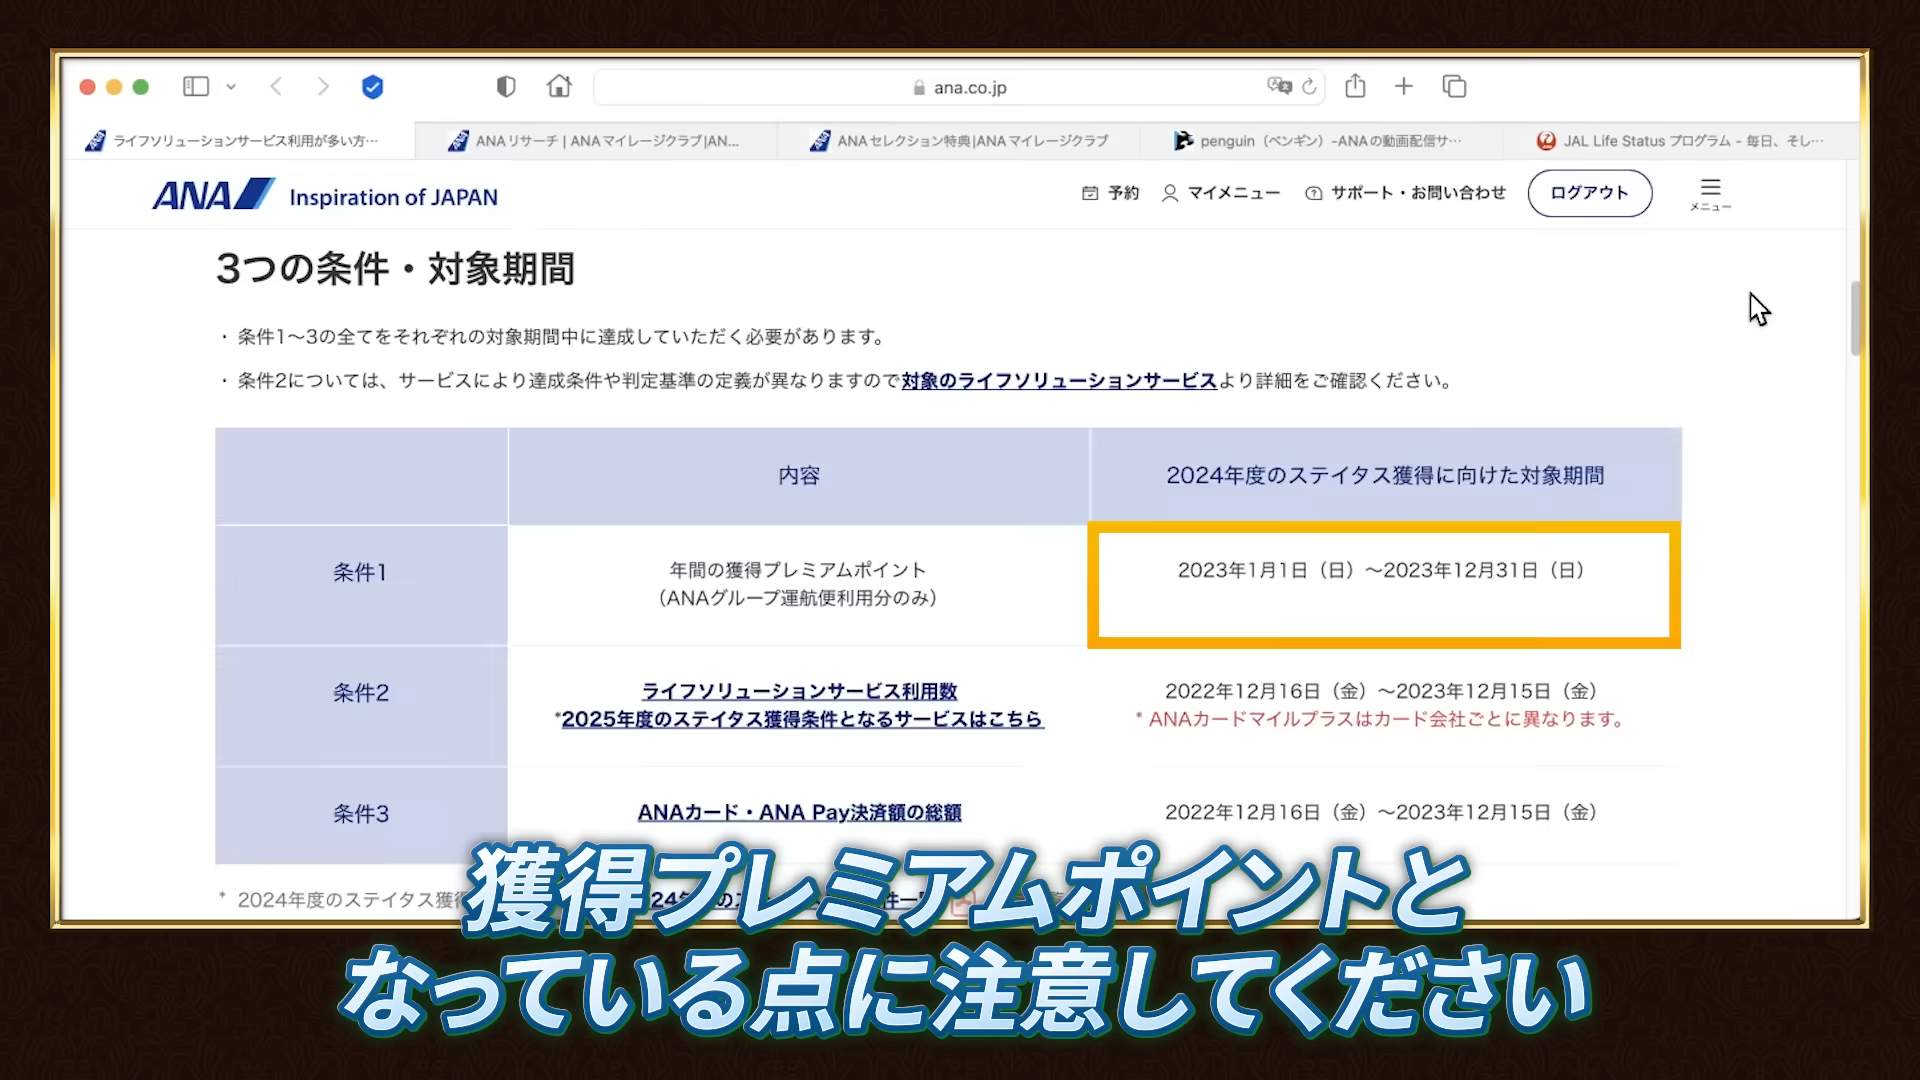 ana.co.jp
ライフソリューションサービス利用が多い方…
ANAリサーチ | ANAマイレージクラブ|AN...
ANAセレクション特典|ANAマイレージクラブ
penguin（ペンギン）-ANAの動画配信サ…
JAL Life Status プログラム - 毎日、そし…
ANA Inspiration of JAPAN
予約
マイメニュー
サポート・お問い合わせ
ログアウト
メニュー
3つの条件・対象期間
・ 条件1～3の全てをそれぞれの対象期間中に達成していただく必要があります。
・ 条件2については、サービスにより達成条件や判定基準の定義が異なりますので対象のライフソリューションサービスより詳細をご確認ください。
内容
2024年度のステイタス獲得に向けた対象期間
条件1
年間の獲得プレミアムポイント
（ANAグループ運航便利用分のみ）
2023年1月1日（日）～2023年12月31日（日）
条件2
ライフソリューションサービス利用数
*2025年度のステイタス獲得条件となるサービスはこちら
2022年12月16日（金）～2023年12月15日（金）
* ANAカードマイルプラスはカード会社ごとに異なります。
条件3
ANAカード・ANA Pay決済額の総額
2022年12月16日（金）～2023年12月15日（金）
* 2024年度のステイタス獲得
獲得プレミアムポイントと
なっている点に注意してください